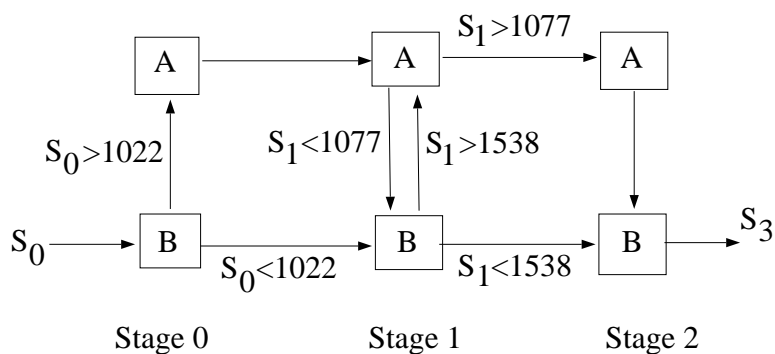 S₁>1077
A
A
A
S₀>1022
S₁<1077
S₁>1538
S₀
B
B
B
S₃
S₀<1022
S₁<1538
Stage 0
Stage 1
Stage 2